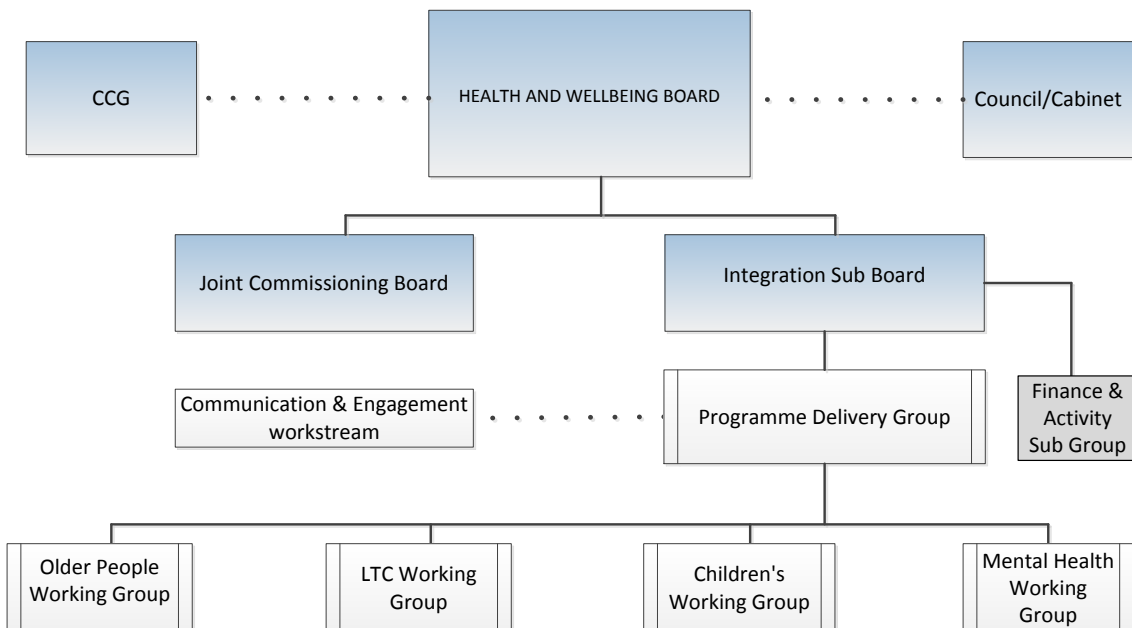 CCG
HEALTH AND WELLBEING BOARD
Council/Cabinet
Joint Commissioning Board
Integration Sub Board
Communication & Engagement
workstream
Programme Delivery Group
Finance &
Activity
Sub Group
Older People
Working Group
LTC Working
Group
Children's
Working Group
Mental Health
Working
Group